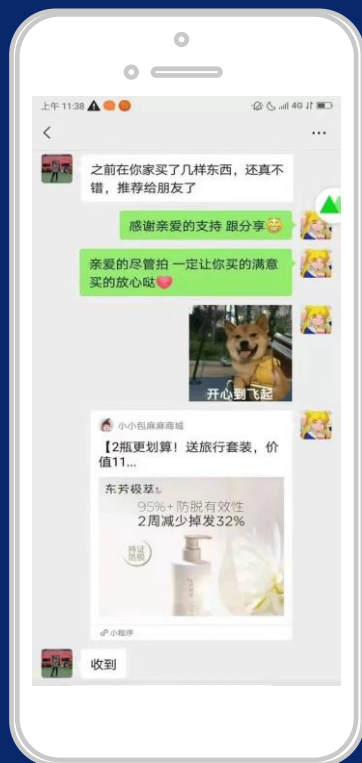 上午 11:38
4G
之前在你家买了几样东西，还真不
错，推荐给朋友了
感谢亲爱的支持 跟分享
亲爱的尽管拍 一定让你买的满意
买的放心哒
开心到飞起
小小包麻麻商城
【2瓶更划算！送旅行套装，价
值11...
东芳极萃
95%+防脱有效性
2周减少掉发32%
持证
防脱
小程序
收到